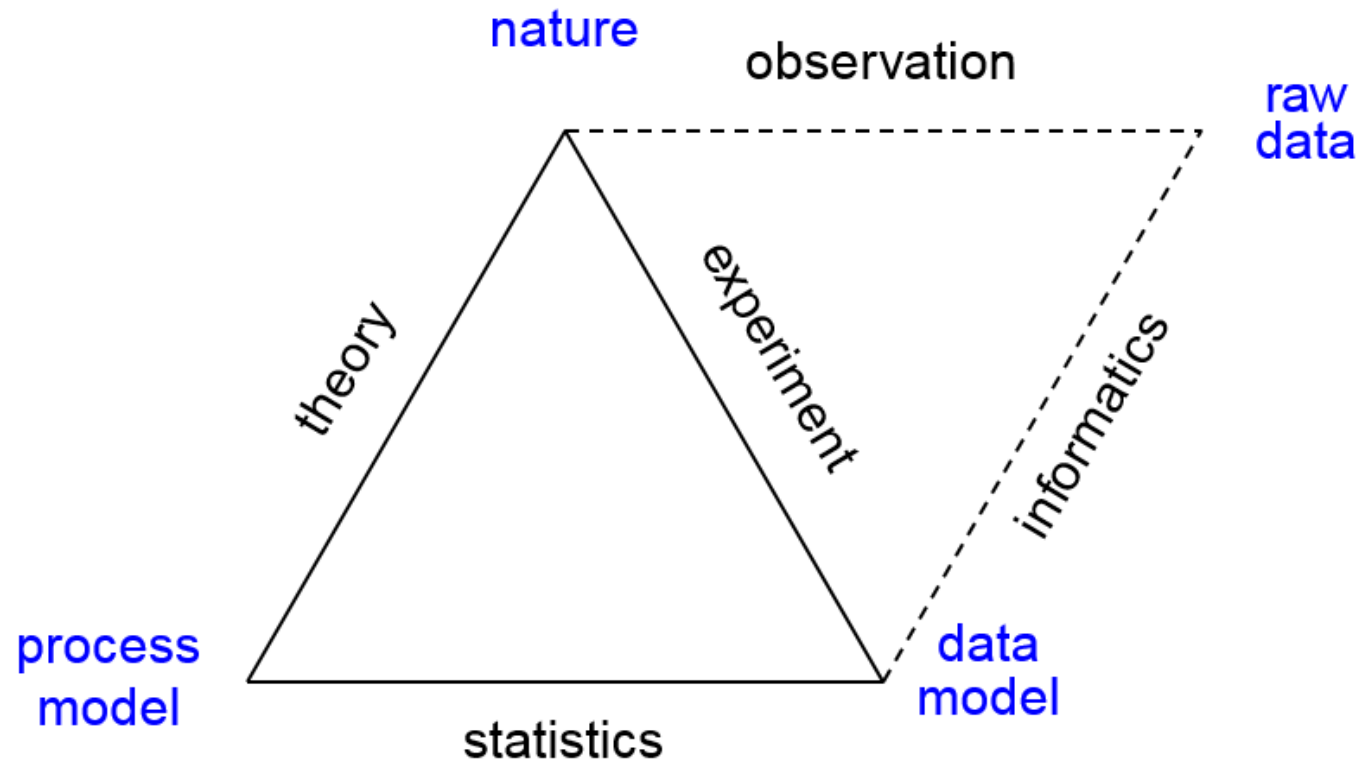 nature
observation
raw
data
theory
experiment
informatics
process
model
data
model
statistics